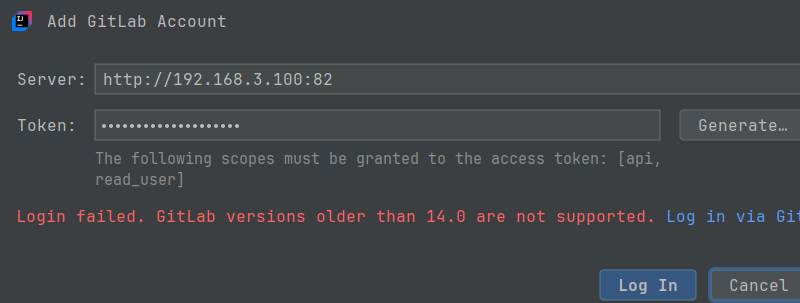 Add GitLab Account
Server: http://192.168.3.100:82
Token: •••••••••••••••••••• Generate…
The following scopes must be granted to the access token: [api,
read_user]
Login failed. GitLab versions older than 14.0 are not supported. Log in via Git
Log In Cancel